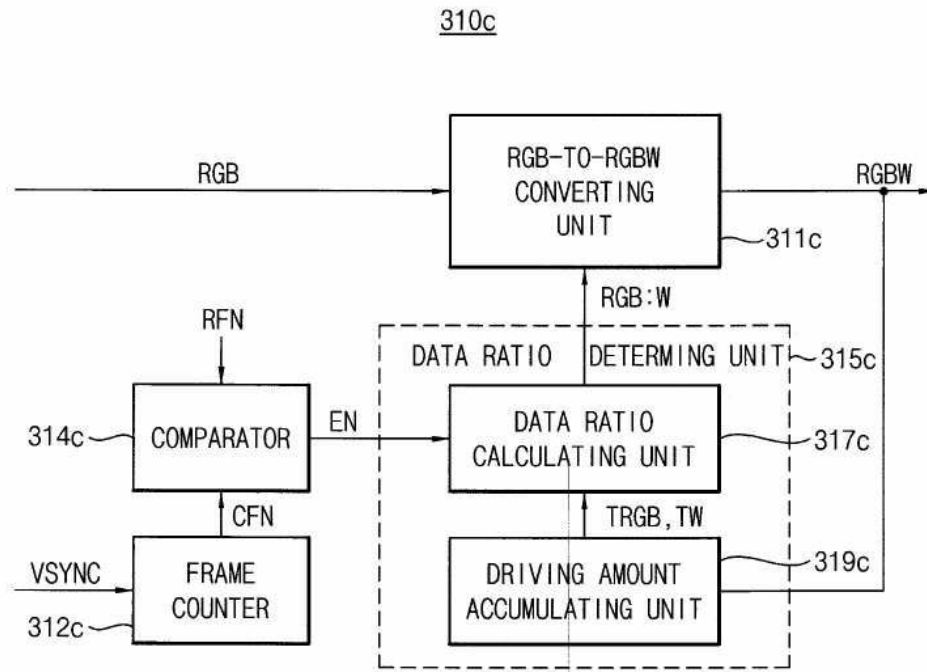 310c
RGB-TO-RGBW
CONVERTING
UNIT
RGB
RGBW
311c
RGB:W
RFN
DATA RATIO DETERMING UNIT
315c
314c
COMPARATOR
EN
DATA RATIO
CALCULATING UNIT
317c
CFN
TRGB, TW
VSYNC
FRAME
COUNTER
312c
DRIVING AMOUNT
ACCUMULATING UNIT
319c